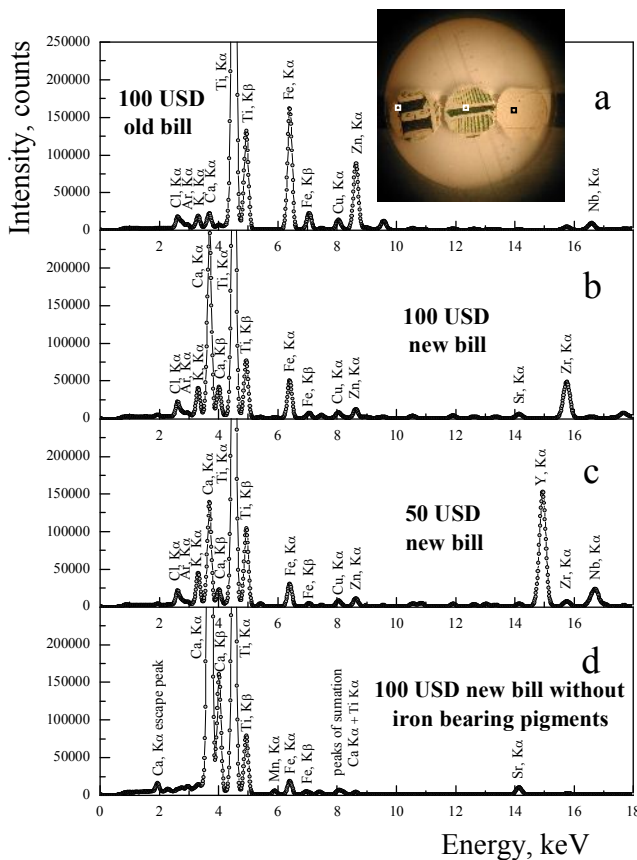 Intensity, counts
250000
200000
150000
100000
50000
0
100 USD
old bill
a
Cl, Kα
Ar, Kα
K, Kα
Ca, Kα
Ti, Kα
Ti, Kβ
Fe, Kα
Fe, Kβ
Cu, Kα
Zn, Kα
Nb, Kα
2 4 6 8 10 12 14 16
200000
150000
100000
50000
0
b
100 USD
new bill
Cl, Kα
Ar, Kα
K, Kα
Ca, Kα
Ca, Kβ
Ti, Kα
Ti, Kβ
Fe, Kα
Fe, Kβ
Cu, Kα
Zn, Kα
Sr, Kα
Zr, Kα
2 4 6 8 10 12 14 16
200000
150000
100000
50000
0
c
50 USD
new bill
Cl, Kα
Ar, Kα
K, Kα
Ca, Kα
Ca, Kβ
Ti, Kα
Ti, Kβ
Fe, Kα
Fe, Kβ
Cu, Kα
Zn, Kα
Y, Kα
Zr, Kα
Nb, Kα
2 4 6 8 10 12 14 16
200000
150000
100000
50000
0
d
100 USD new bill without
iron bearing pigments
Ca, Kα escape peak
Ca, Kα
Ca, Kβ
Ti, Kα
Ti, Kβ
Mn, Kα
Fe, Kα
Fe, Kβ
peaks of sumation
Ca Kα + Ti Kα
Sr, Kα
0 2 4 6 8 10 12 14 16 18
Energy, keV